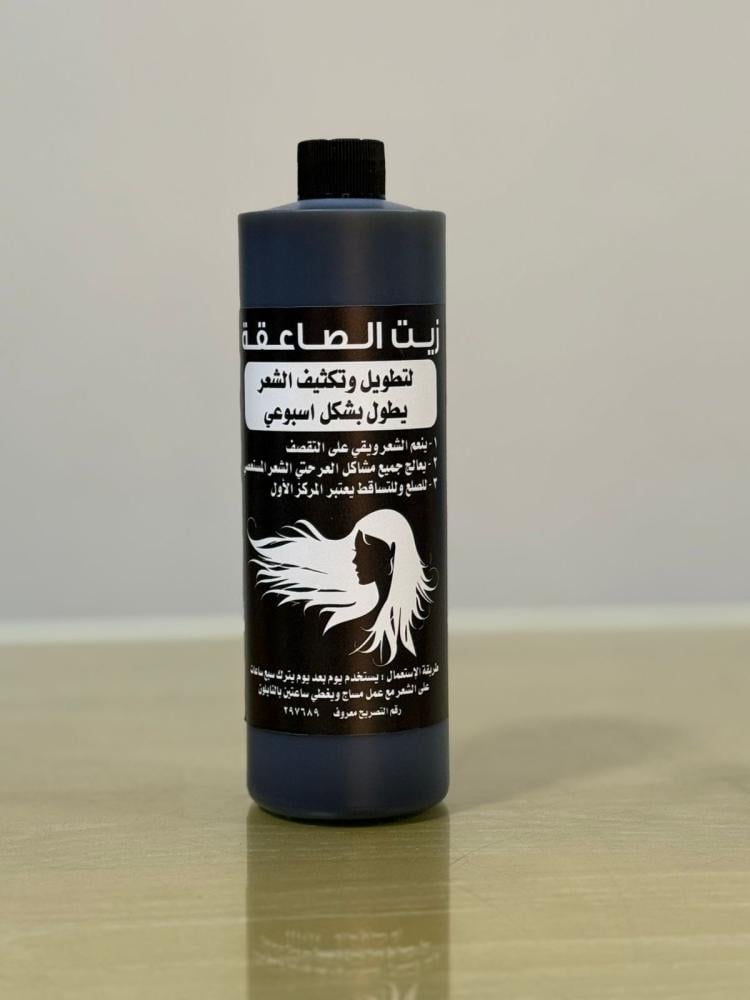 زيت الصاعقة
لتطويل وتكثيف الشعر
يطول بشكل اسبوعي
١- ينعم الشعر ويقي على التقصف
٢- يعالج جميع مشاكل العر حتي الشعر المستعصي
٣- للصلع وللتساقط يعتبر المركز الأول
طريقة الإستعمال : يستخدم يوم بعد يوم يترك سبع ساعات
على الشعر مع عمل مساج ويغطي ساعتين بالنايلون
رقم التصريح معروف ٢٩٧٦٨٩